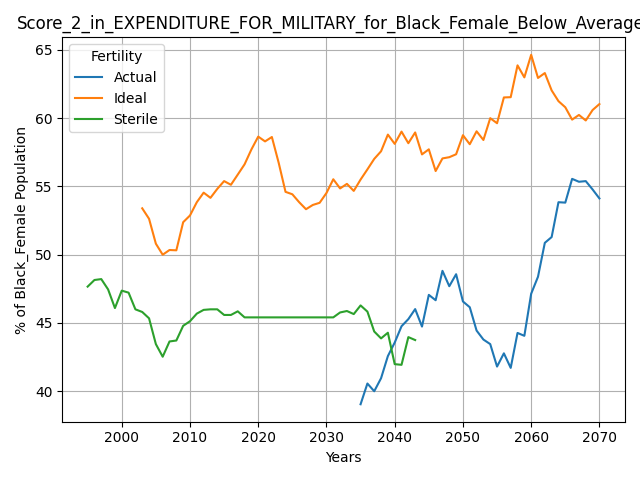 Score_2_in_EXPENDITURE_FOR_MILITARY_for_Black_Female_Below_Average
Fertility
Actual
Ideal
Sterile
% of Black_Female Population
65
60
55
50
45
40
2000 2010 2020 2030 2040 2050 2060 2070
Years